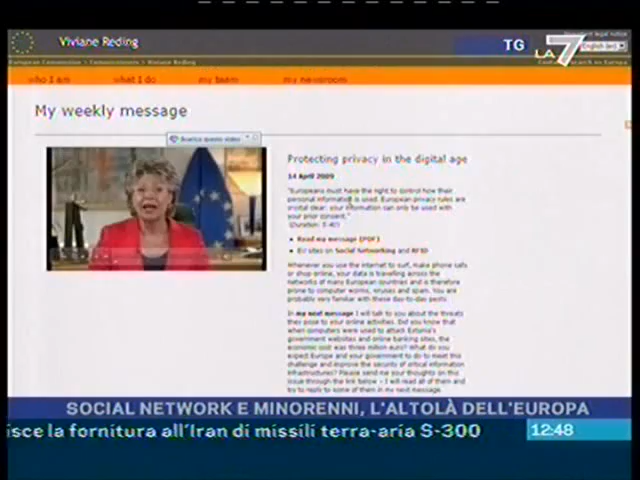 Viviane Reding
TG LA 7
European Commission > Commissioners > Viviane Reding
who I am what I do my team my newsroom
My weekly message
Scarica questo video
Protecting privacy in the digital age
14 April 2009
"Europeans must have the right to control how their
personal information is used. European privacy rules are
crystal clear: your information can only be used with
your prior consent."
(Duration: 3:40)
Read my message (PDF)
EU sites on Social Networking and RFID
Whenever you use the internet to surf, make phone calls
or shop online, your data is travelling across the
networks of many European countries and is therefore
prone to computer worms, viruses and spam. You are
probably very familiar with these day-to-day pests.
In my next message I will talk to you about the threats
they pose to your online activities. Did you know that
when computers were used to attack Estonia's
government websites and online banking sites, the
economic cost was three million euro? What do you
expect Europe and your government to do to meet this
challenge and improve the security of critical information
infrastructures? Please send me your thoughts on this
issue through the link below - I will read all of them and
try to reply to some of them in my next message.
SOCIAL NETWORK E MINORENNI, L'ALTOLÀ DELL'EUROPA
isce la fornitura all'Iran di missili terra-aria S-300
12:48